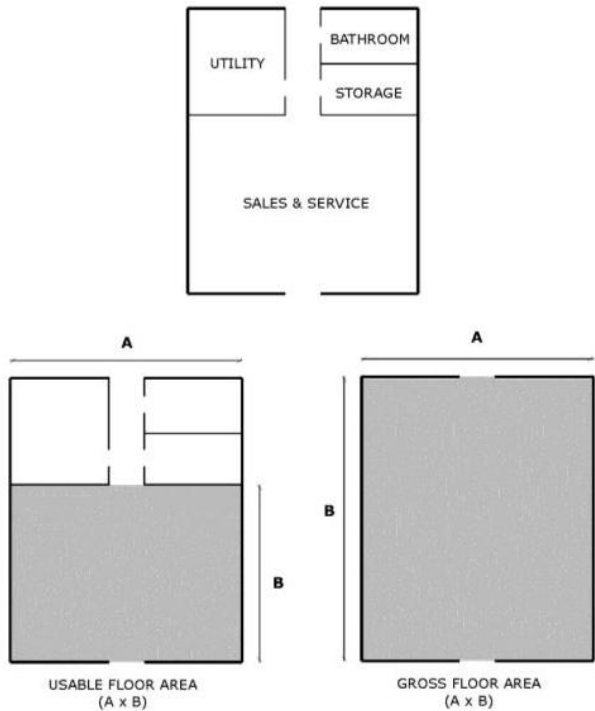 UTILITY
BATHROOM
STORAGE
SALES & SERVICE
A
A
B
B
USABLE FLOOR AREA
(A x B)
GROSS FLOOR AREA
(A x B)